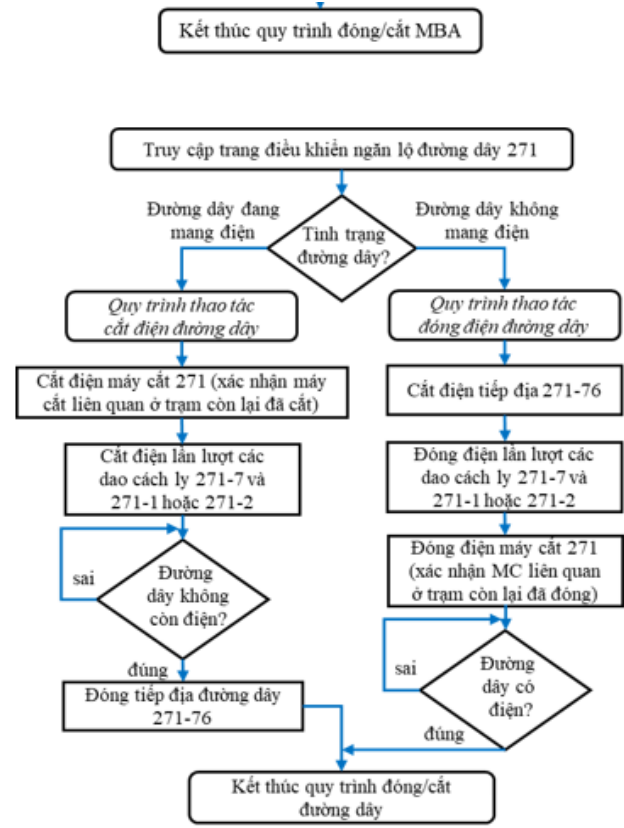 Kết thúc quy trình đóng/cắt MBA
Truy cập trang điều khiển ngăn lộ đường dây 271
Đường dây đang
mang điện
Tình trạng
đường dây?
Đường dây không
mang điện
Quy trình thao tác
cắt điện đường dây
Cắt điện máy cắt 271 (xác nhận máy
cắt liên quan ở trạm còn lại đã cắt)
Cắt điện lần lượt các
dao cách ly 271-7 và
271-1 hoặc 271-2
sai
Đường
dây không
còn điện?
đúng
Đóng tiếp địa đường dây
271-76
Quy trình thao tác
đóng điện đường dây
Cắt điện tiếp địa 271-76
Đóng điện lần lượt các
dao cách ly 271-7 và
271-1 hoặc 271-2
Đóng điện máy cắt 271
(xác nhận MC liên quan
ở trạm còn lại đã đóng)
sai
Đường
dây có
điện?
đúng
Kết thúc quy trình đóng/cắt
đường dây